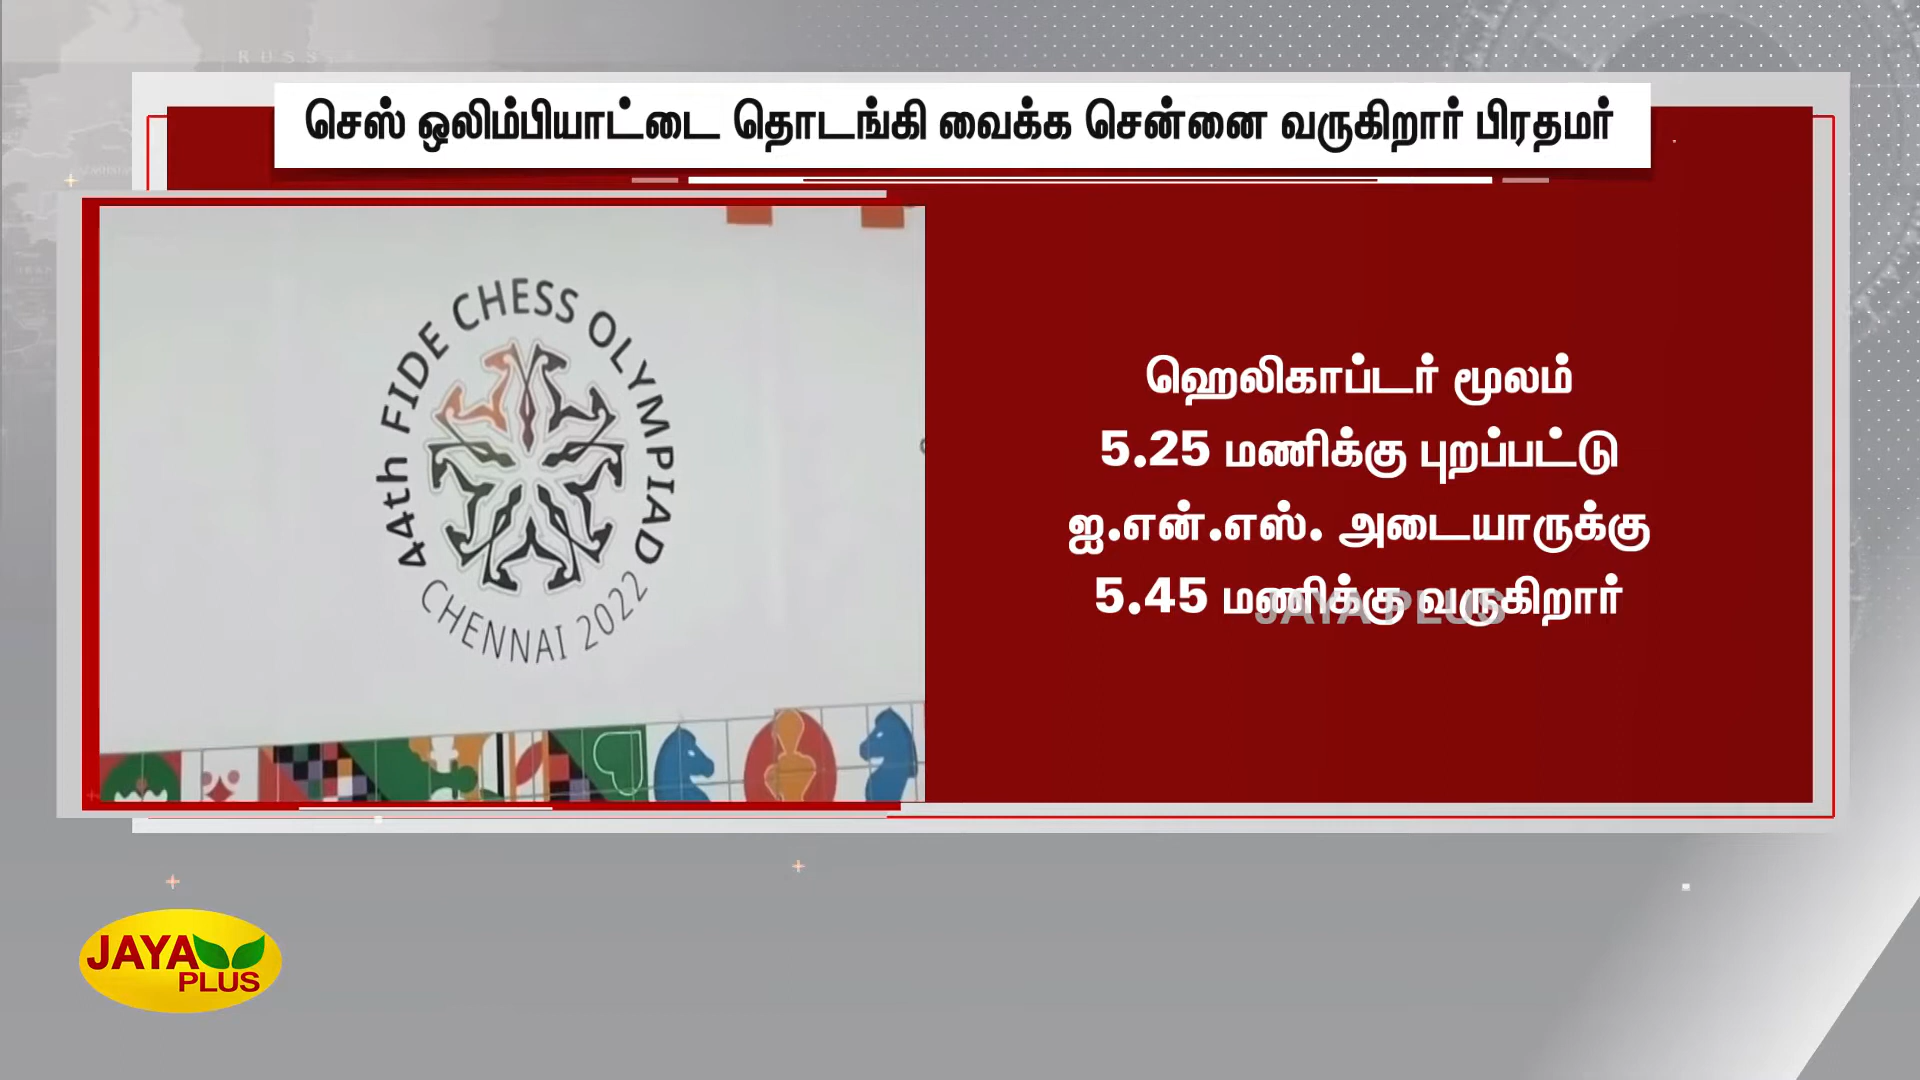 செஸ் ஒலிம்பியாட்டை தொடங்கி வைக்க சென்னை வருகிறார் பிரதமர்
44th FIDE CHESS OLYMPIAD
CHENNAI 2022
ஹெலிகாப்டர் மூலம்
5.25 மணிக்கு புறப்பட்டு
ஐ.என்.எஸ். அடையாருக்கு
5.45 மணிக்கு வருகிறார்
JAYA PLUS
JAYA
PLUS